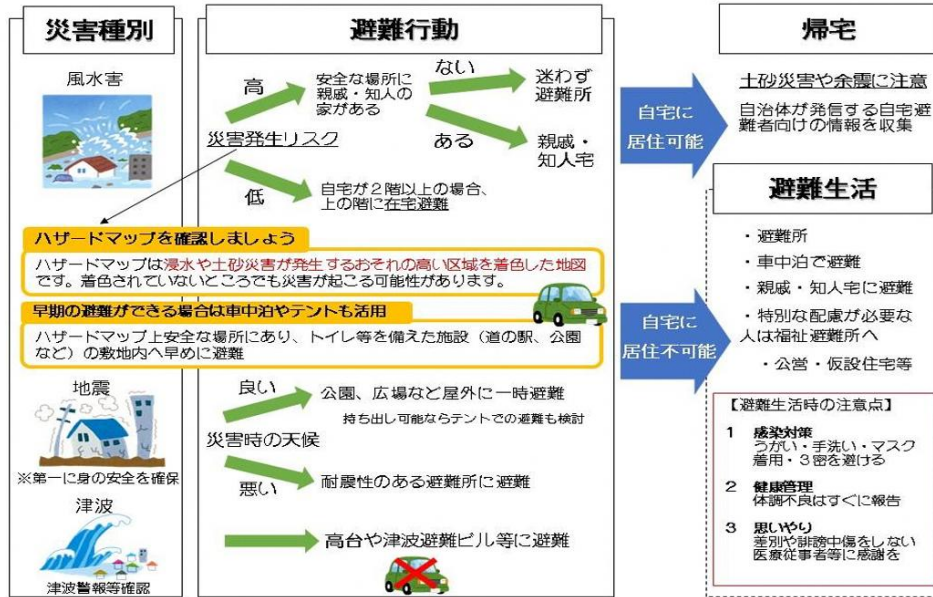 災害種別
風水害
避難行動
高
安全な場所に
親戚・知人の
家がある
ない
迷わず
避難所
ある
親戚・
知人宅
災害発生リスク
低
自宅が２階以上の場合、
上の階に在宅避難
ハザードマップを確認しましょう
ハザードマップは浸水や土砂災害が発生するおそれの高い区域を着色した地図
です。着色されていないところでも災害が起こる可能性があります。
早期の避難ができる場合は車中泊やテントも活用
ハザードマップ上安全な場所にあり、トイレ等を備えた施設（道の駅、公園
など）の敷地内へ早めに避難
地震
※第一に身の安全を確保
良い
公園、広場など屋外に一時避難
持ち出し可能ならテントでの避難も検討
災害時の天候
悪い
耐震性のある避難所に避難
津波
津波警報等確認
高台や津波避難ビル等に避難
自宅に
居住可能
自宅に
居住不可能
帰宅
土砂災害や余震に注意
自治体が発信する自宅避
難者向けの情報を収集
避難生活
・避難所
・車中泊で避難
・親戚・知人宅に避難
・特別な配慮が必要な
人は福祉避難所へ
・公営・仮設住宅等
【避難生活時の注意点】
1 感染対策
うがい・手洗い・マスク
着用・３密を避ける
2 健康管理
体調不良はすぐに報告
3 思いやり
差別や誹謗中傷をしない
医療従事者等に感謝を